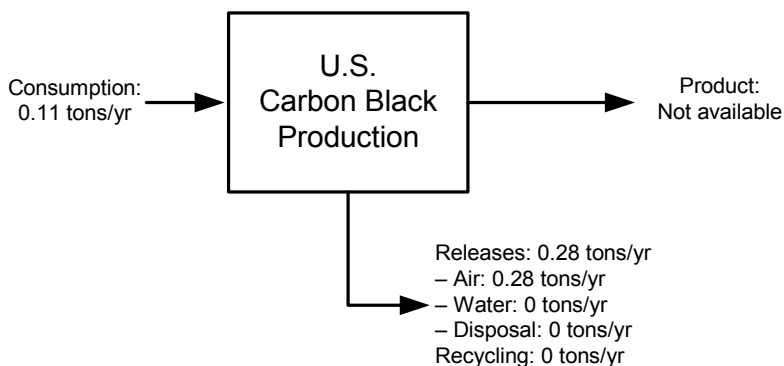 Consumption:
0.11 tons/yr
U.S.
Carbon Black
Production
Product:
Not available
Releases: 0.28 tons/yr
– Air: 0.28 tons/yr
– Water: 0 tons/yr
– Disposal: 0 tons/yr
Recycling: 0 tons/yr